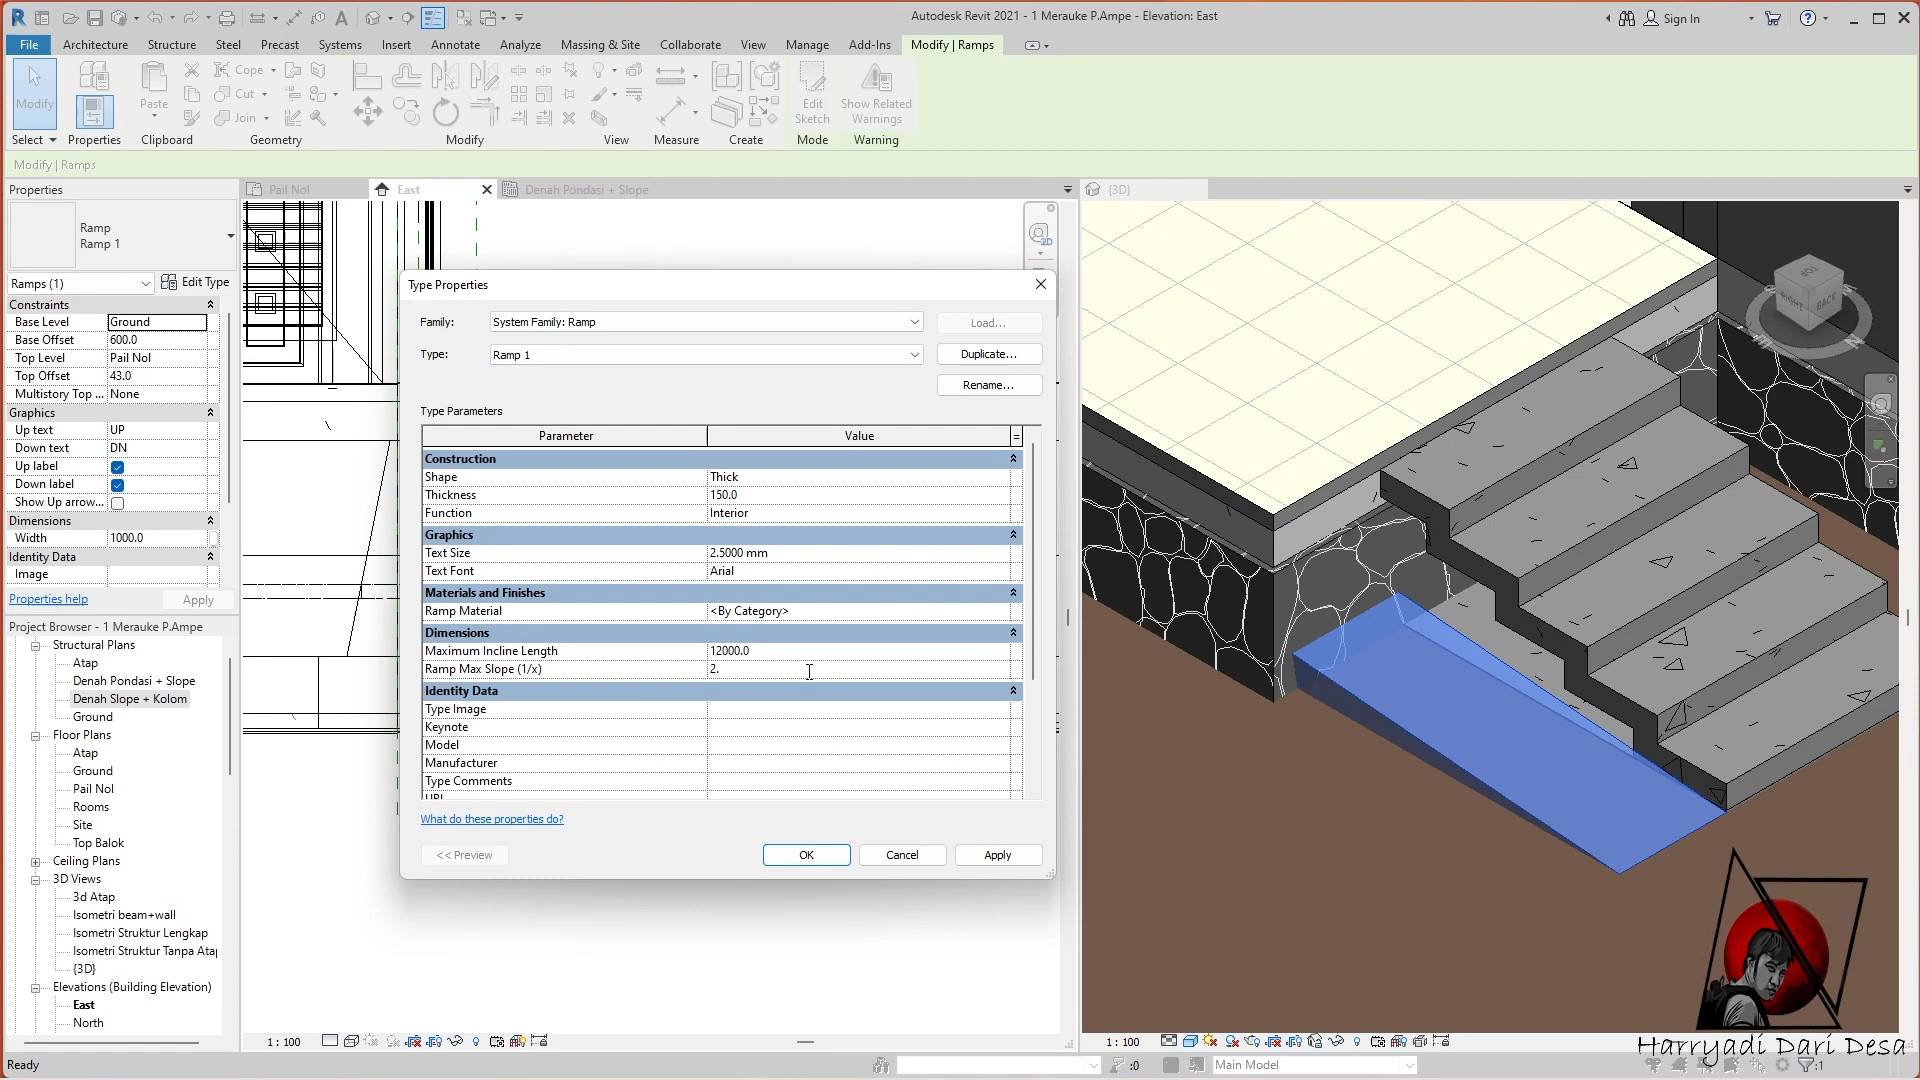 Autodesk Revit 2021 - 1 Merauke P.Ampe - Elevation: East
Sign In
File Architecture Structure Steel Precast Systems Insert Annotate Analyze Massing & Site Collaborate View Manage Add-Ins Modify | Ramps
Modify Paste Cope Cut Join Edit Sketch Show Related Warnings
Select Properties Clipboard Geometry Modify View Measure Create Mode Warning
Modify | Ramps
Properties
Pail Nol East Denah Pondasi + Slope {3D}
Ramp
Ramp 1
Ramps (1) Edit Type
Constraints
Base Level Ground
Base Offset 600.0
Top Level Pail Nol
Top Offset 43.0
Multistory Top ... None
Graphics
Up text UP
Down text DN
Up label
Down label
Show Up arrow...
Dimensions
Width 1000.0
Identity Data
Image
Properties help Apply
Project Browser - 1 Merauke P.Ampe
Structural Plans
Atap
Denah Pondasi + Slope
Denah Slope + Kolom
Ground
Floor Plans
Atap
Ground
Pail Nol
Rooms
Site
Top Balok
Ceiling Plans
3D Views
3d Atap
Isometri beam+wall
Isometri Struktur Lengkap
Isometri Struktur Tanpa Ata
{3D}
Elevations (Building Elevation)
East
North
Type Properties
Family: System Family: Ramp Load...
Type: Ramp 1 Duplicate...
Rename...
Type Parameters
Parameter Value =
Construction
Shape Thick
Thickness 150.0
Function Interior
Graphics
Text Size 2.5000 mm
Text Font Arial
Materials and Finishes
Ramp Material <By Category>
Dimensions
Maximum Incline Length 12000.0
Ramp Max Slope (1/x) 2.
Identity Data
Type Image
Keynote
Model
Manufacturer
Type Comments
URL
What do these properties do?
<< Preview OK Cancel Apply
2D
TOP
RIGHT
BACK
1 : 100
1 : 100
Harryadi Dari Desa
Ready :0 Main Model :1